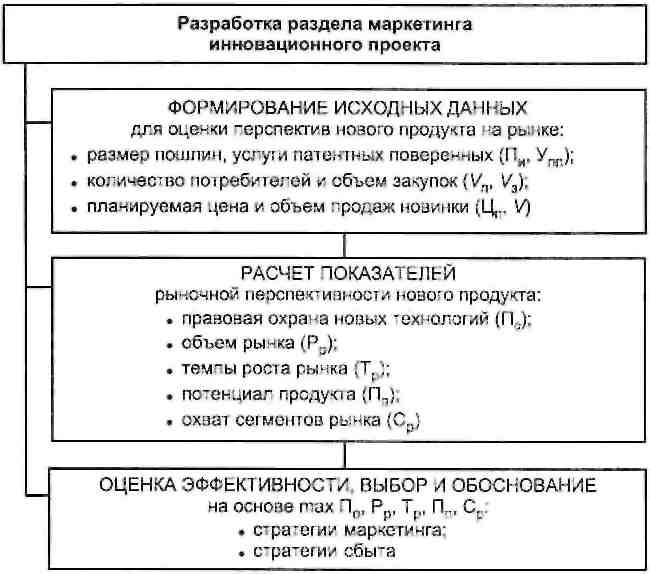 Разработка раздела маркетинга
инновационного проекта
ФОРМИРОВАНИЕ ИСХОДНЫХ ДАННЫХ
для оценки перспектив нового продукта на рынке:
• размер пошлин, услуги патентных поверенных (Пи, Упп);
• количество потребителей и объем закупок (Vп, Vз);
• планируемая цена и объем продаж новинки (Цп, V)
РАСЧЕТ ПОКАЗАТЕЛЕЙ
рыночной перспективности нового продукта:
• правовая охрана новых технологий (По);
• объем рынка (Рр);
• темпы роста рынка (Тр);
• потенциал продукта (Пп);
• охват сегментов рынка (Ср)
ОЦЕНКА ЭФФЕКТИВНОСТИ, ВЫБОР И ОБОСНОВАНИЕ
на основе max По, Рр, Тр, Пп, Ср:
• стратегии маркетинга;
• стратегии сбыта